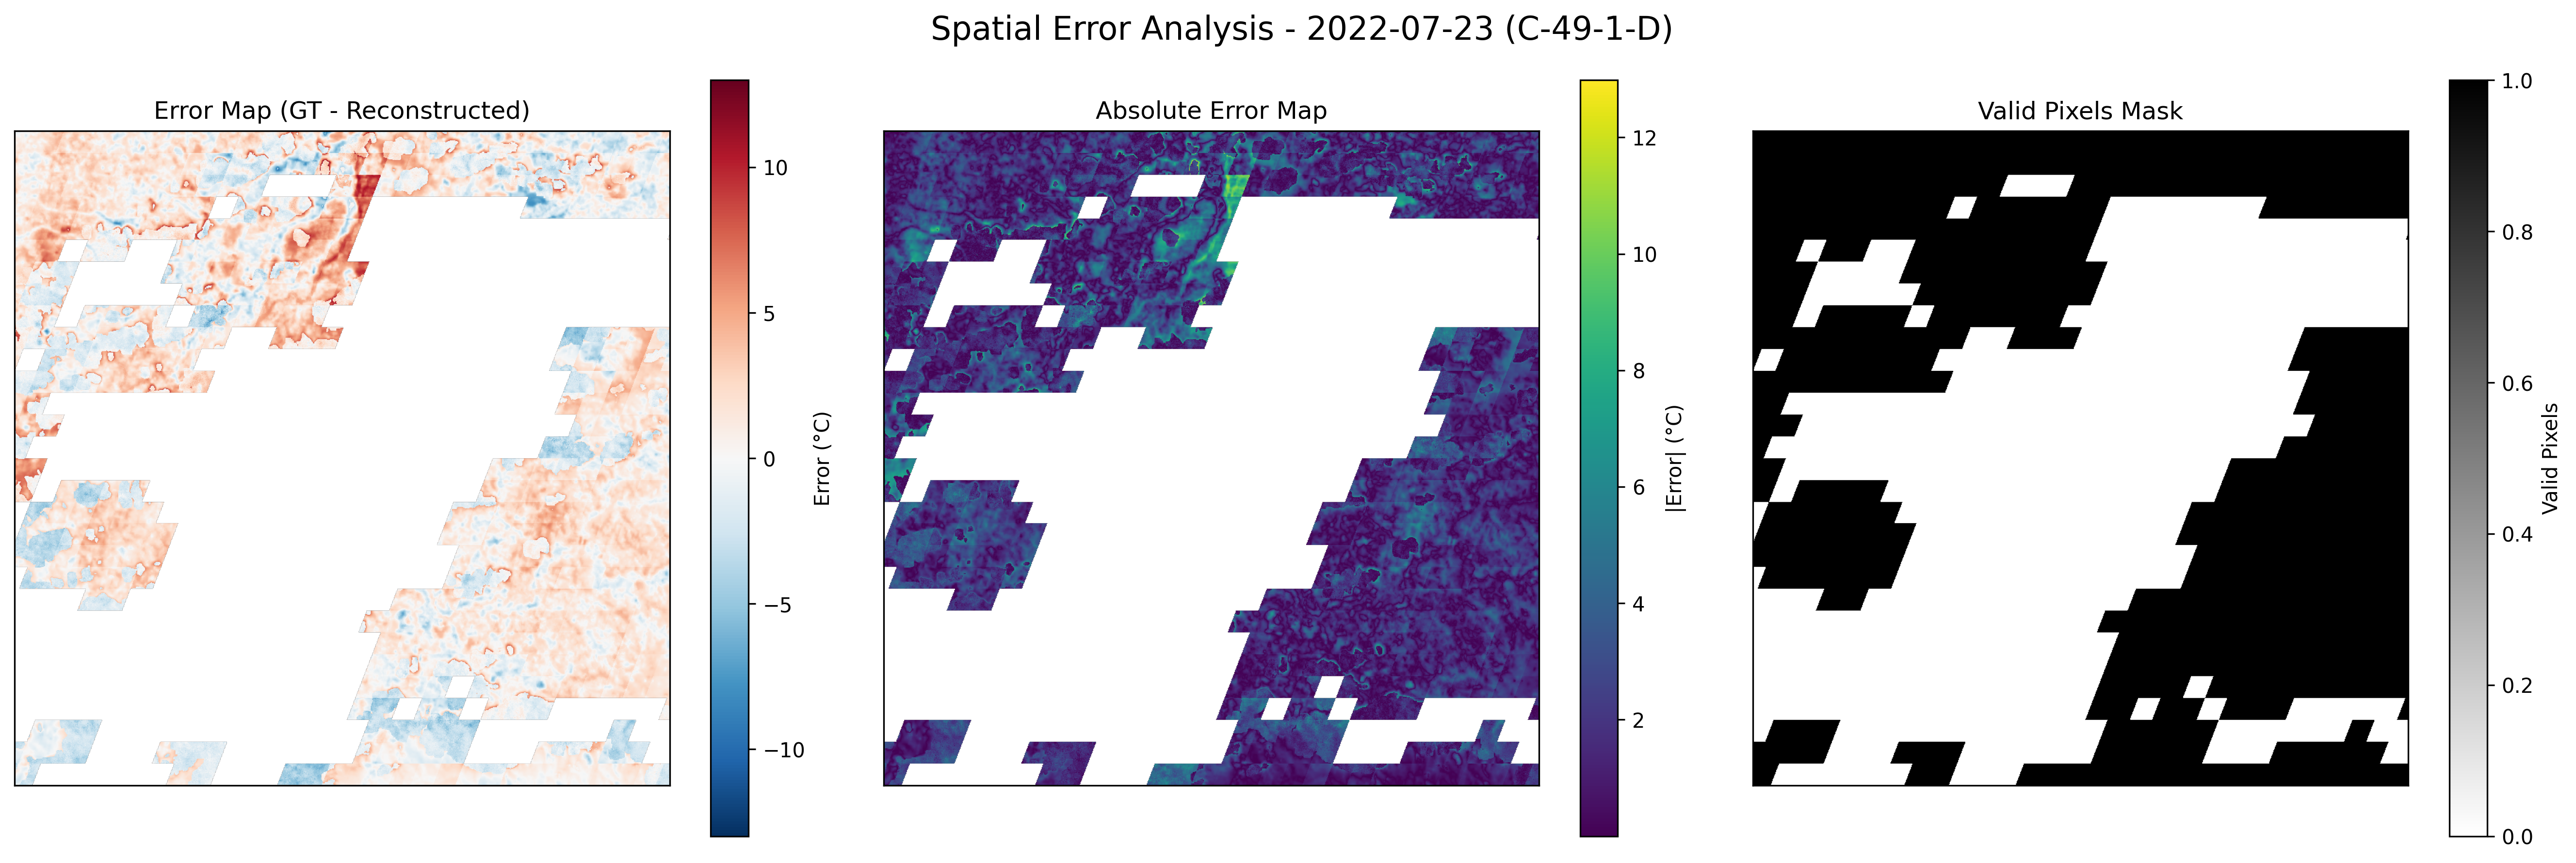 Spatial Error Analysis - 2022-07-23 (C-49-1-D)
Error Map (GT - Reconstructed)
10
5
0
−5
−10
Error (°C)
Absolute Error Map
12
10
8
6
4
2
|Error| (°C)
Valid Pixels Mask
1.0
0.8
0.6
0.4
0.2
0.0
Valid Pixels